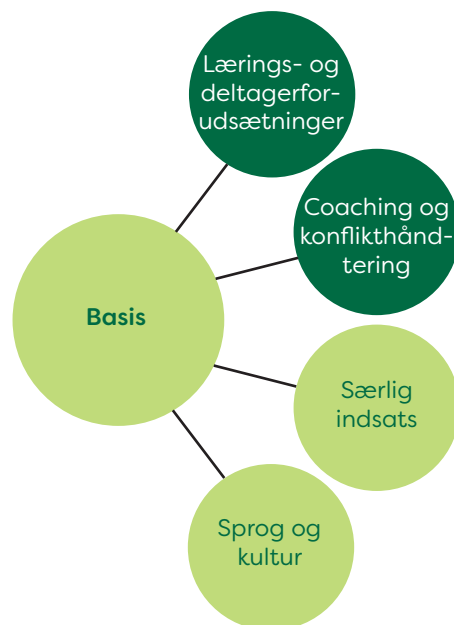 Lærings- og
deltagerfor-
udsætninger
Coaching og
konflikthånd-
tering
Basis
Særlig
indsats
Sprog og
kultur